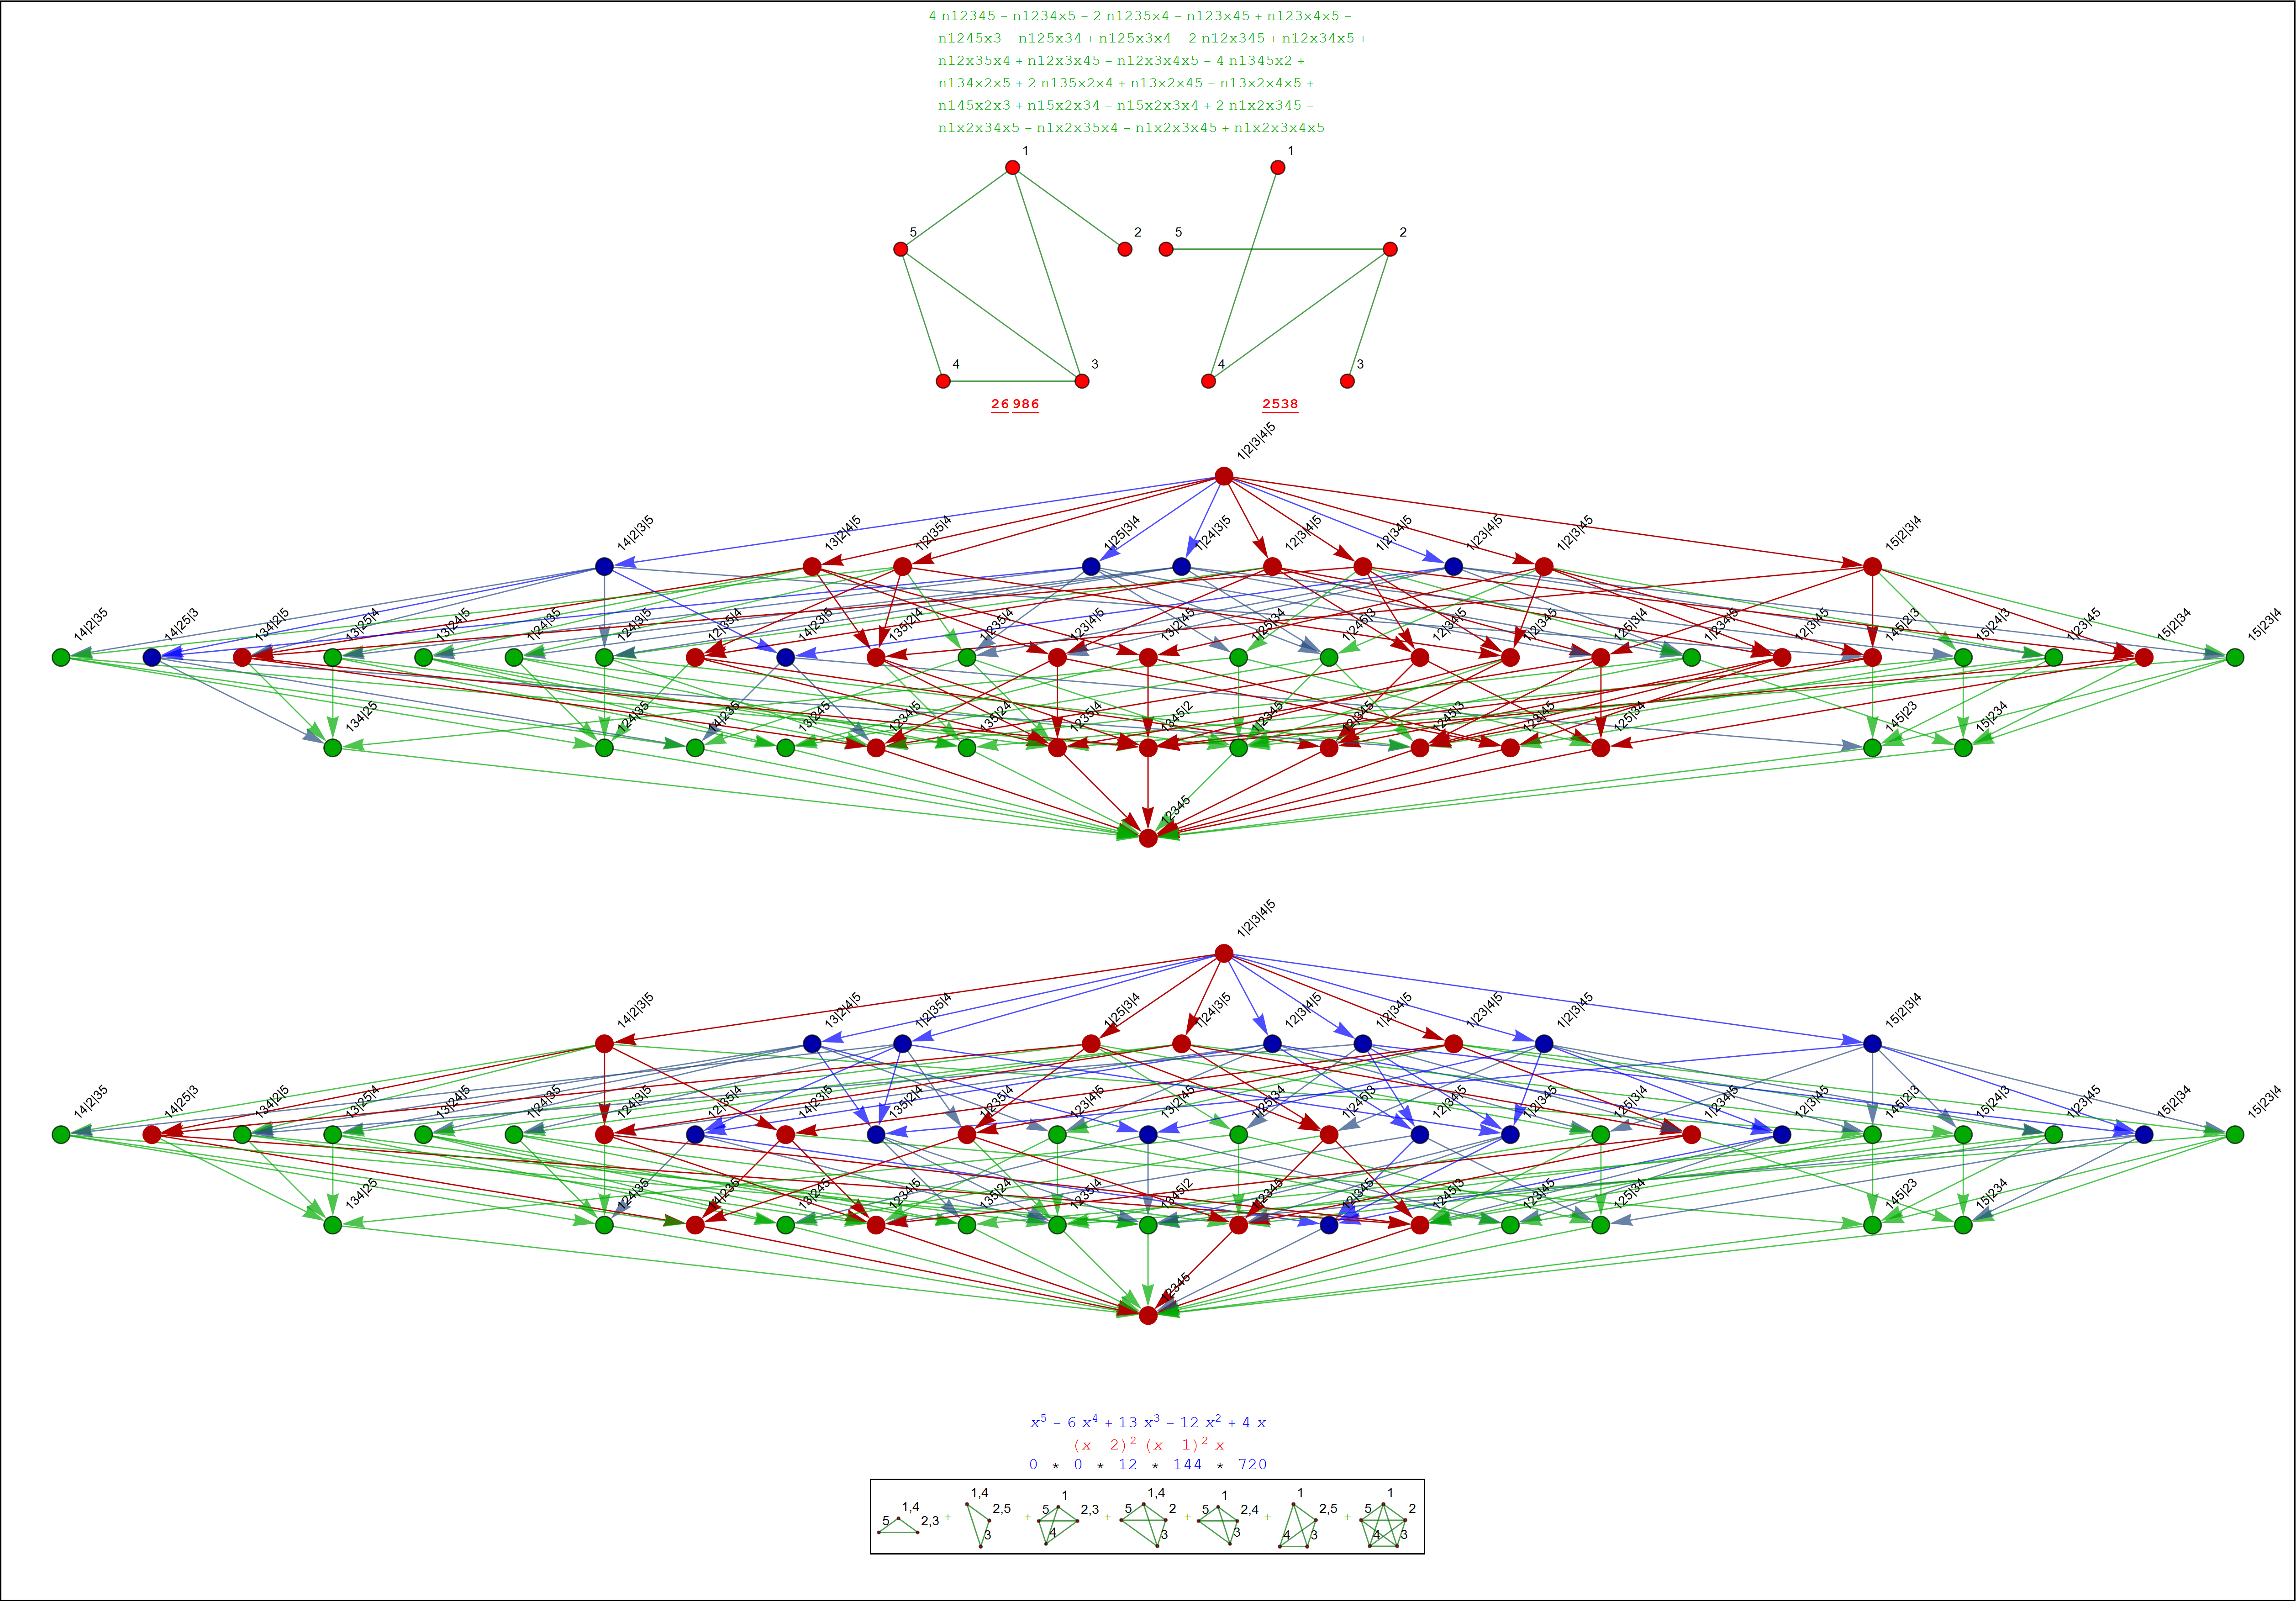 4 n12345 − n1234x5 − 2 n1235x4 − n123x45 + n123x4x5 −
n1245x3 − n125x34 + n125x3x4 − 2 n12x345 + n12x34x5 +
n12x35x4 + n12x3x45 − n12x3x4x5 − 4 n1345x2 +
n134x2x5 + 2 n135x2x4 + n13x2x45 − n13x2x4x5 +
n145x2x3 + n15x2x34 − n15x2x3x4 + 2 n1x2x345 −
n1x2x34x5 − n1x2x35x4 − n1x2x3x45 + n1x2x3x4x5
1 1
5 2 5 2
4 3 4 3
26 986 2538
1|2|3|4|5
14|2|3|5 13|2|4|5 1|2|35|4 1|25|3|4 1|24|3|5 12|3|4|5 1|2|34|5 1|23|4|5 1|2|3|45 15|2|3|4
14|2|35 14|25|3 134|2|5 13|25|4 13|24|5 1|24|35 124|3|5 12|35|4 14|23|5 135|2|4 1|235|4 123|4|5 13|2|45 1|25|34 1|245|3 12|34|5 1|2|345 125|3|4 1|234|5 12|3|45 145|2|3 15|24|3 1|23|45 15|2|34 15|23|4
134|25 124|35 14|235 13|245 1234|5 135|24 1235|4 1345|2 1|2345 12|345 1245|3 123|45 125|34 145|23 15|234
12345
1|2|3|4|5
14|2|3|5 13|2|4|5 1|2|35|4 1|25|3|4 1|24|3|5 12|3|4|5 1|2|34|5 1|23|4|5 1|2|3|45 15|2|3|4
14|2|35 14|25|3 134|2|5 13|25|4 13|24|5 1|24|35 124|3|5 12|35|4 14|23|5 135|2|4 1|235|4 123|4|5 13|2|45 1|25|34 1|245|3 12|34|5 1|2|345 125|3|4 1|234|5 12|3|45 145|2|3 15|24|3 1|23|45 15|2|34 15|23|4
134|25 124|35 14|235 13|245 1234|5 135|24 1235|4 1345|2 1|2345 12|345 1245|3 123|45 125|34 145|23 15|234
12345
x⁵ − 6 x⁴ + 13 x³ − 12 x² + 4 x
(x − 2)² (x − 1)² x
0 * 0 * 12 * 144 * 720
1,4 5 2,3 + 1,4 2,5 3 + 1 5 2,3 4 + 1,4 5 2 3 + 1 5 2,4 3 + 1 2,5 4 3 + 1 5 2 4 3